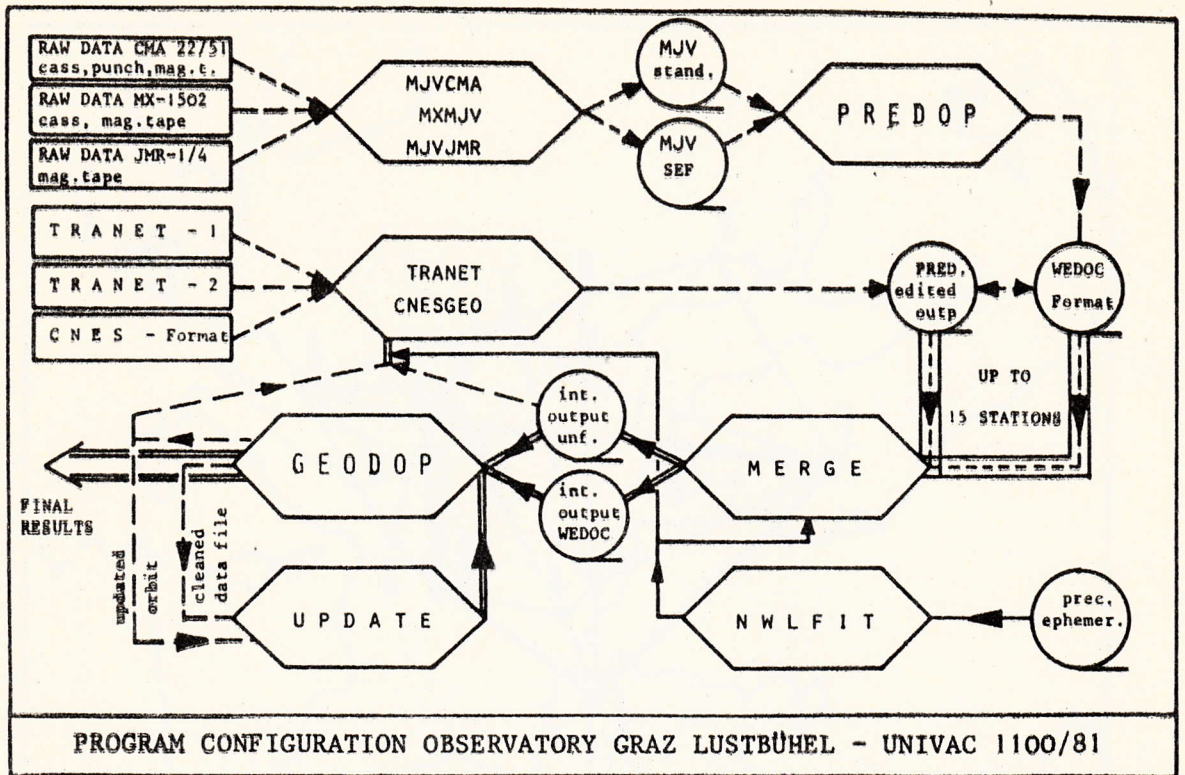 RAW DATA CMA 22/51
cass,punch,mag.t.
RAW DATA MX-1502
cass, mag.tape
RAW DATA JMR-1/4
mag.tape
MJVCMA
MXMJV
MJVJMR
MJV
stand.
MJV
SEF
PREDOP
TRANET - 1
TRANET - 2
CNES - Format
TRANET
CNESGEO
PRED.
edited
outp
WEDOC
Format
UP TO
15 STATIONS
int.
output
unf.
int.
output
WEDOC
GEODOP
MERGE
FINAL
RESULTS
updated
orbit
cleaned
data file
UPDATE
NWLFIT
prec.
ephemer.
PROGRAM CONFIGURATION OBSERVATORY GRAZ LUSTBÜHEL - UNIVAC 1100/81